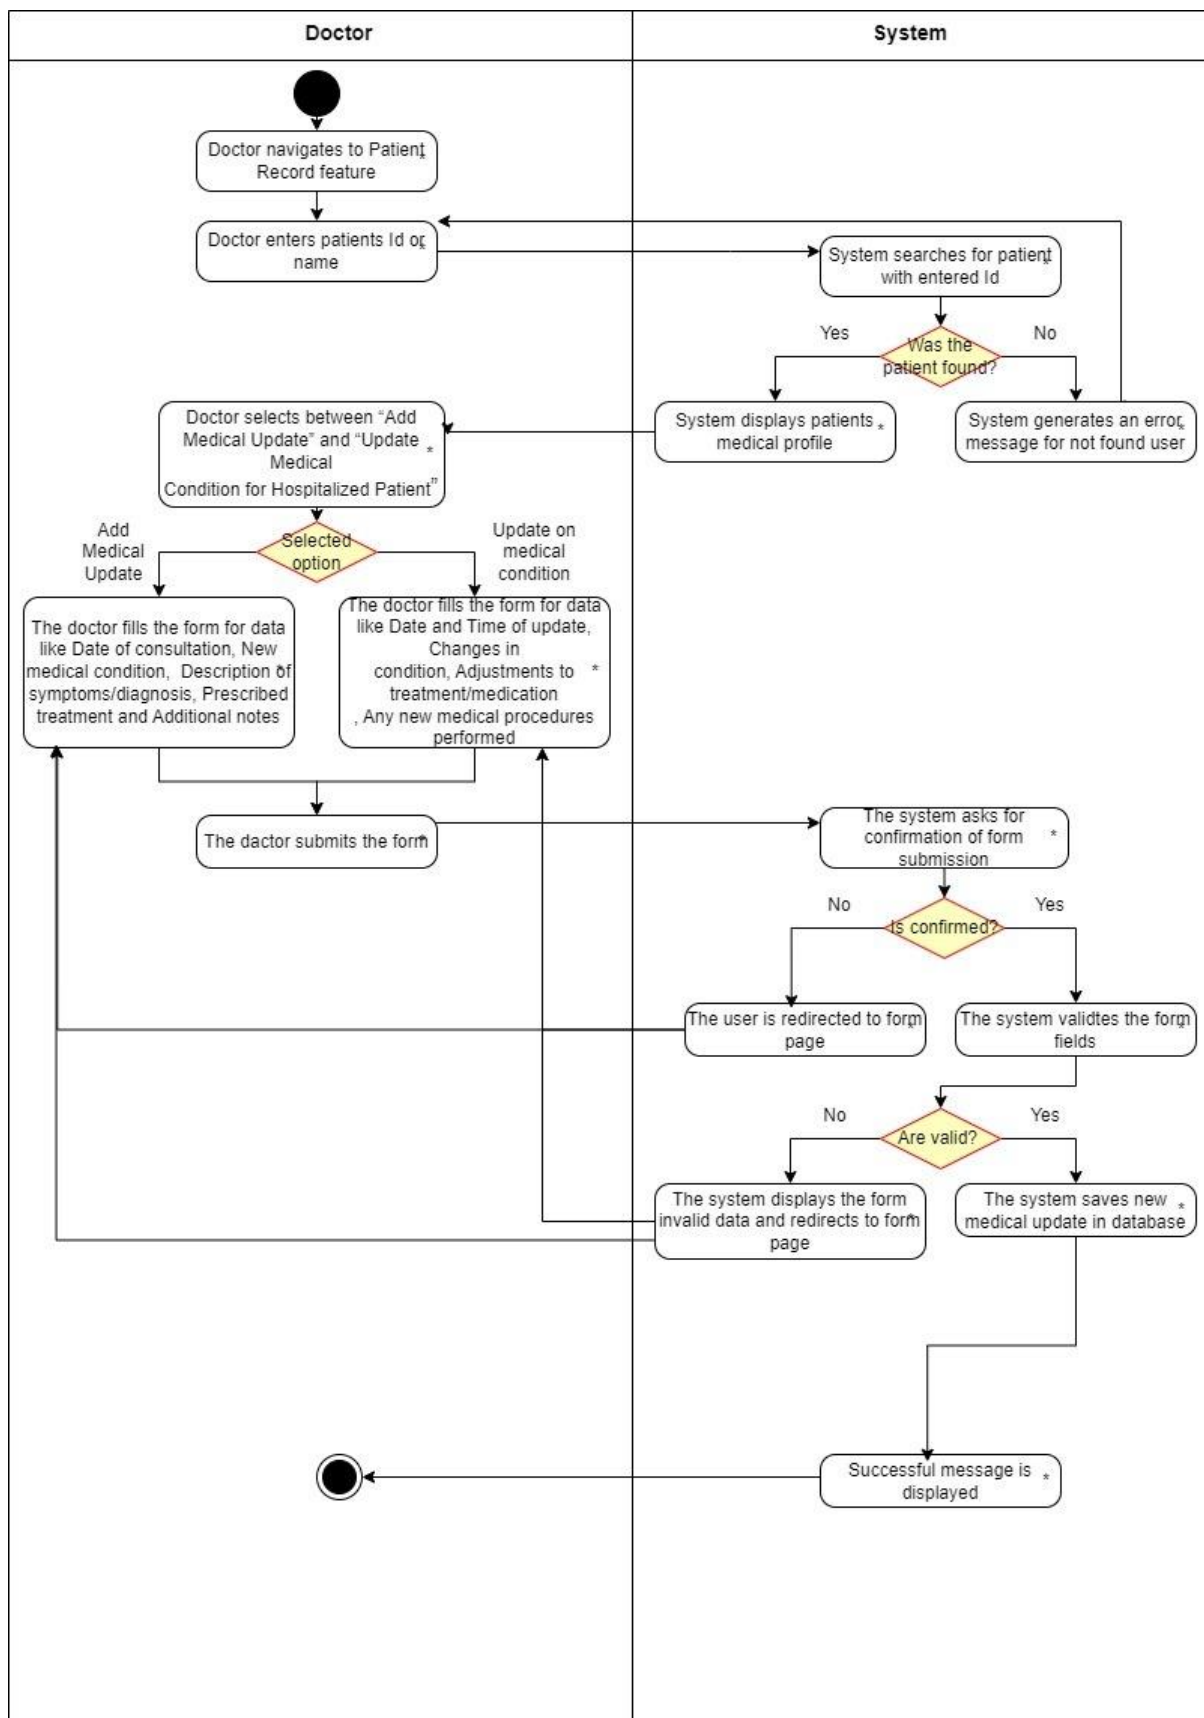 Doctor
System
Doctor navigates to Patient
Record feature
*
Doctor enters patients Id or
name
*
System searches for patient
with entered Id
*
Yes
No
Was the
patient found?
Doctor selects between “Add
Medical Update” and “Update
Medical
Condition for Hospitalized Patient”
*
System displays patients
medical profile
*
System generates an error
message for not found user
*
Add
Medical
Update
Selected
option
Update on
medical
condition
The doctor fills the form for data
like Date of consultation, New
medical condition, Description of
symptoms/diagnosis, Prescribed
treatment and Additional notes
*
The doctor fills the form for data
like Date and Time of update,
Changes in
condition, Adjustments to
treatment/medication
, Any new medical procedures
performed
*
The dactor submits the form
*
The system asks for
confirmation of form
submission
*
No
Yes
Is confirmed?
The user is redirected to form
page
*
The system validtes the form
fields
*
No
Yes
Are valid?
The system displays the form
invalid data and redirects to form
page
*
The system saves new
medical update in database
*
Successful message is
displayed
*